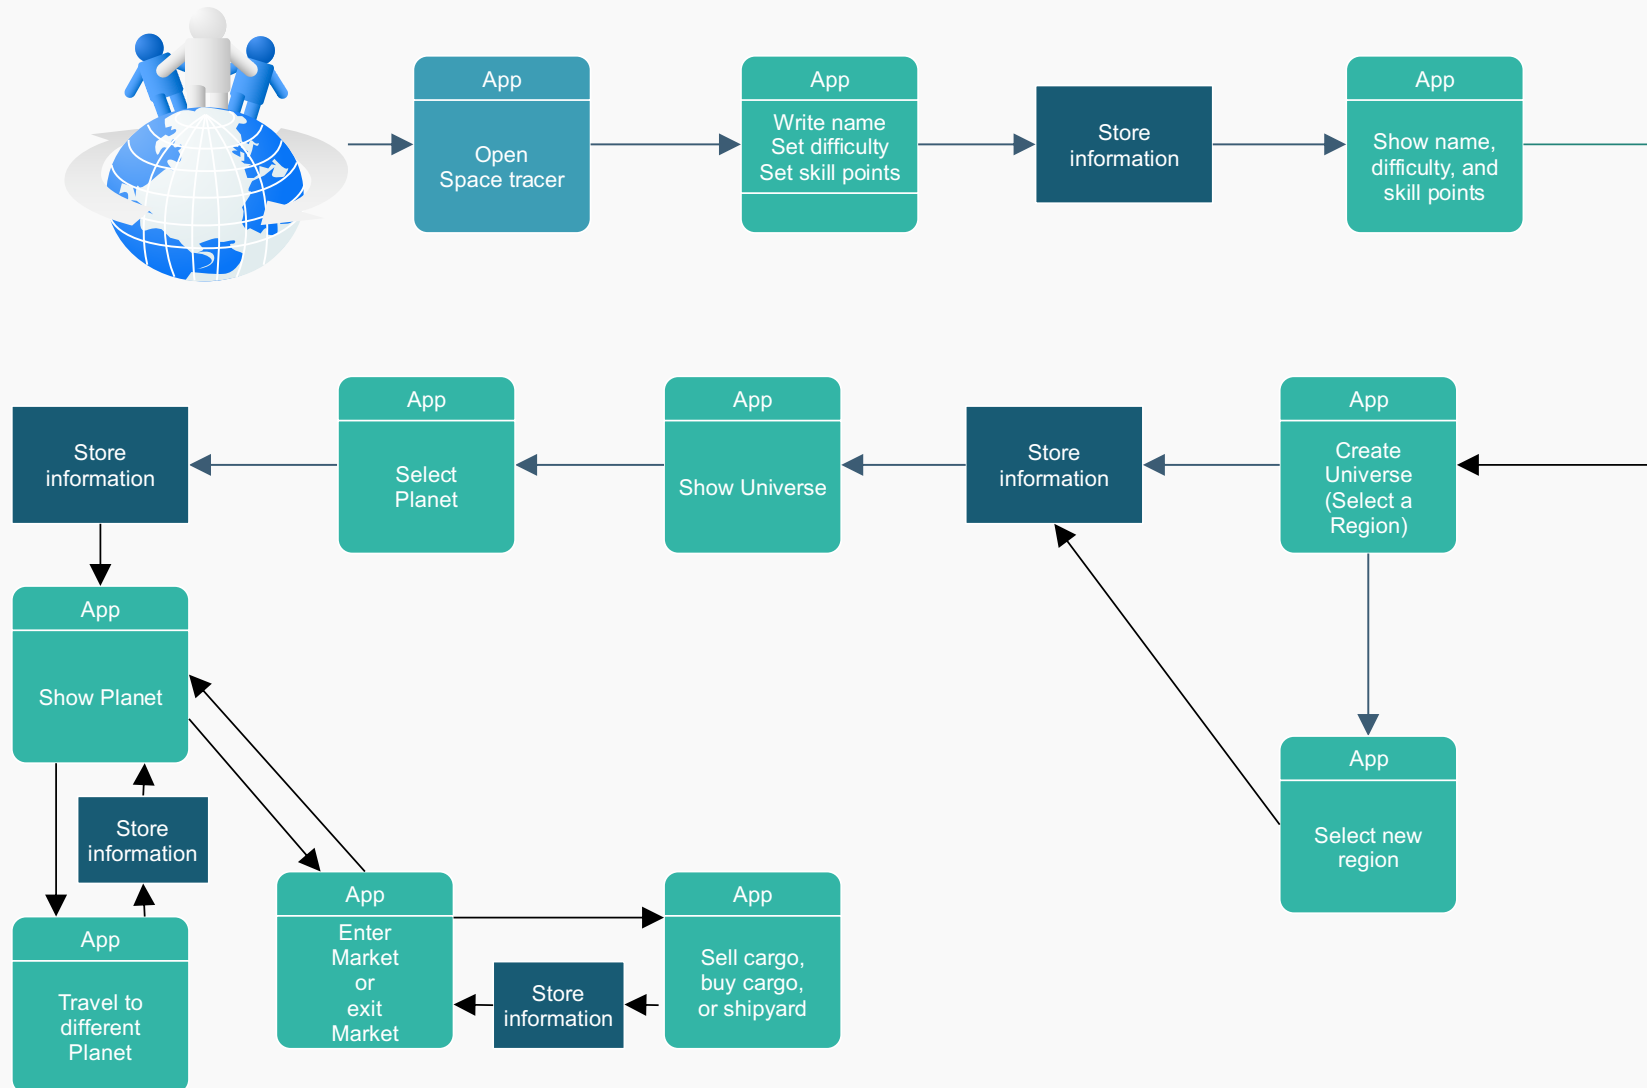 App
Open
Space tracer
App
Write name
Set difficulty
Set skill points
Store
information
App
Show name,
difficulty, and
skill points
Store
information
App
Select
Planet
App
Show Universe
Store
information
App
Create
Universe
(Select a
Region)
App
Show Planet
App
Select new
region
Store
information
App
Travel to
different
Planet
App
Enter
Market
or
exit
Market
Store
information
App
Sell cargo,
buy cargo,
or shipyard